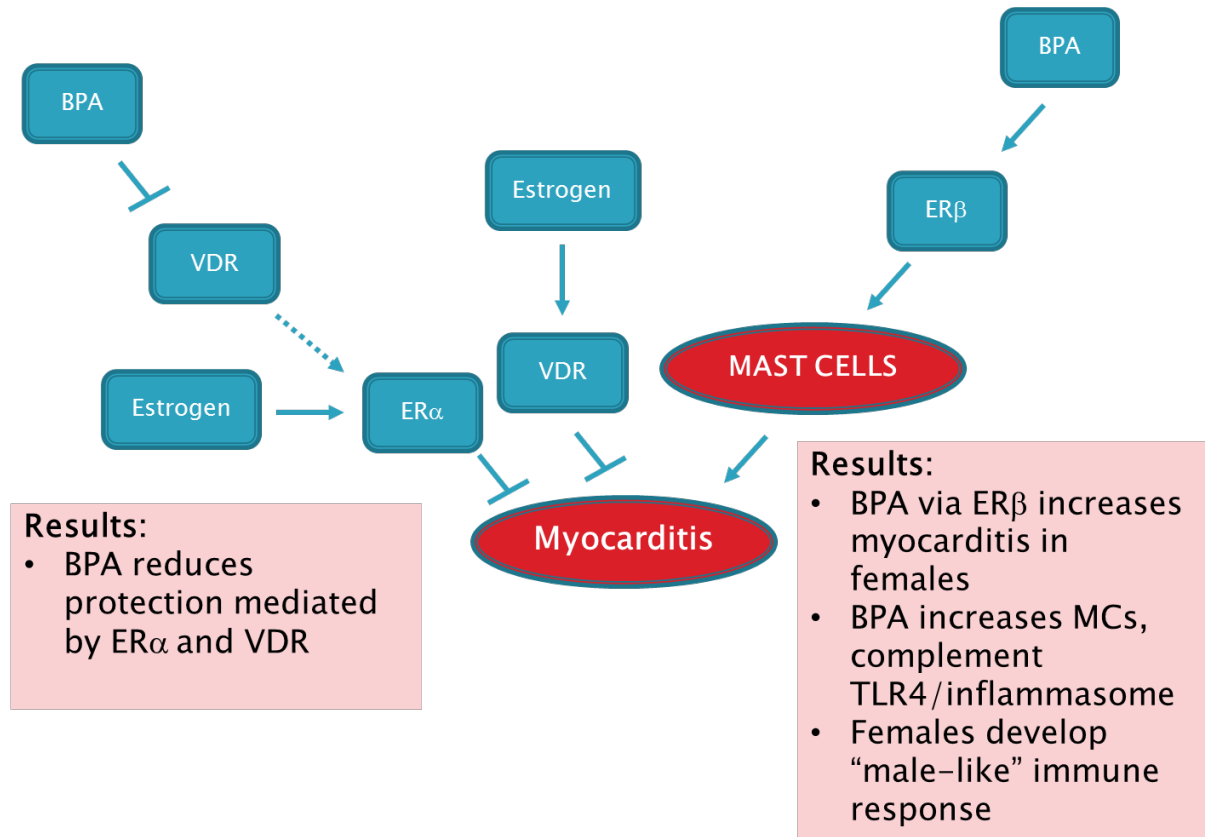 BPA
BPA
Estrogen
ERβ
VDR
VDR
MAST CELLS
Estrogen
ERα
Myocarditis
Results:
• BPA reduces
protection mediated
by ERα and VDR
Results:
• BPA via ERβ increases
myocarditis in
females
• BPA increases MCs,
complement
TLR4/inflammasome
• Females develop
“male-like” immune
response